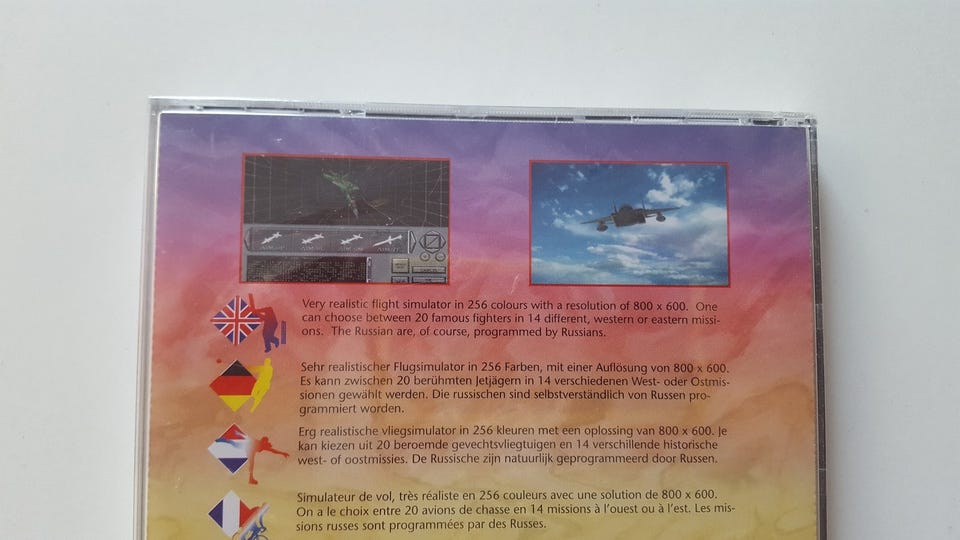 Very realistic flight simulator in 256 colours with a resolution of 800 x 600. One
can choose between 20 famous fighters in 14 different, western or eastern missi-
ons. The Russian are, of course, programmed by Russians.
Sehr realistischer Flugsimulator in 256 Farben, mit einer Auflösung von 800 x 600.
Es kann zwischen 20 berühmten Jetjägern in 14 verschiedenen West- oder Ostmis-
sionen gewählt werden. Die russischen sind selbstverständlich von Russen pro-
grammiert worden.
Erg realistische vliegsimulator in 256 kleuren met een oplossing van 800 x 600. Je
kan kiezen uit 20 beroemde gevechtsvliegtuigen en 14 verschillende historische
west- of oostmissies. De Russische zijn natuurlijk geprogrammeerd door Russen.
Simulateur de vol, très réaliste en 256 couleurs avec une solution de 800 x 600.
On a le choix entre 20 avions de chasse en 14 missions à l'ouest ou à l'est. Les mis-
sions russes sont programmées par des Russes.